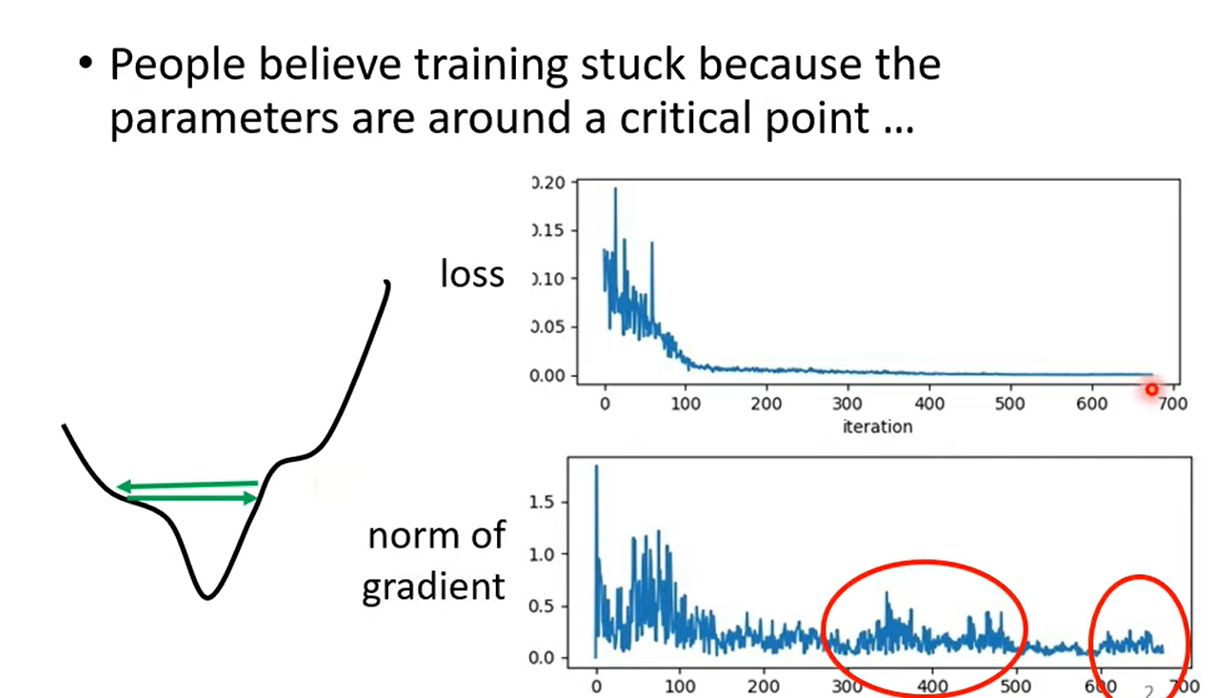 • People believe training stuck because the
parameters are around a critical point ...
loss
0.20
0.15
0.10
0.05
0.00
0 100 200 300 400 500 600 700
iteration
norm of
gradient
1.5
1.0
0.5
0.0
0 100 200 300 400 500 600 700
2